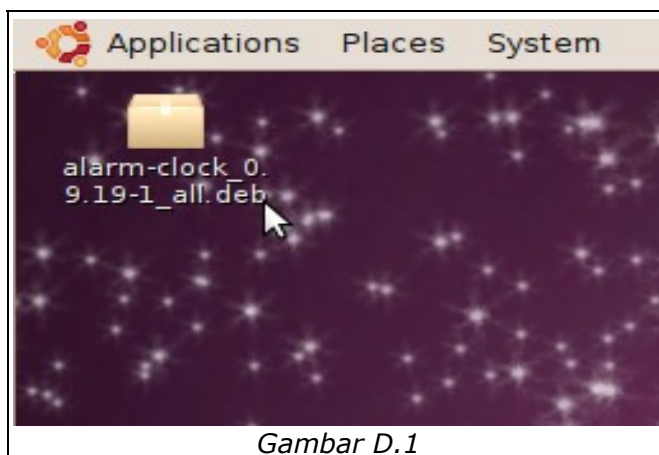 Applications Places System
alarm-clock_0.
9.19-1_all.deb
Gambar D.1